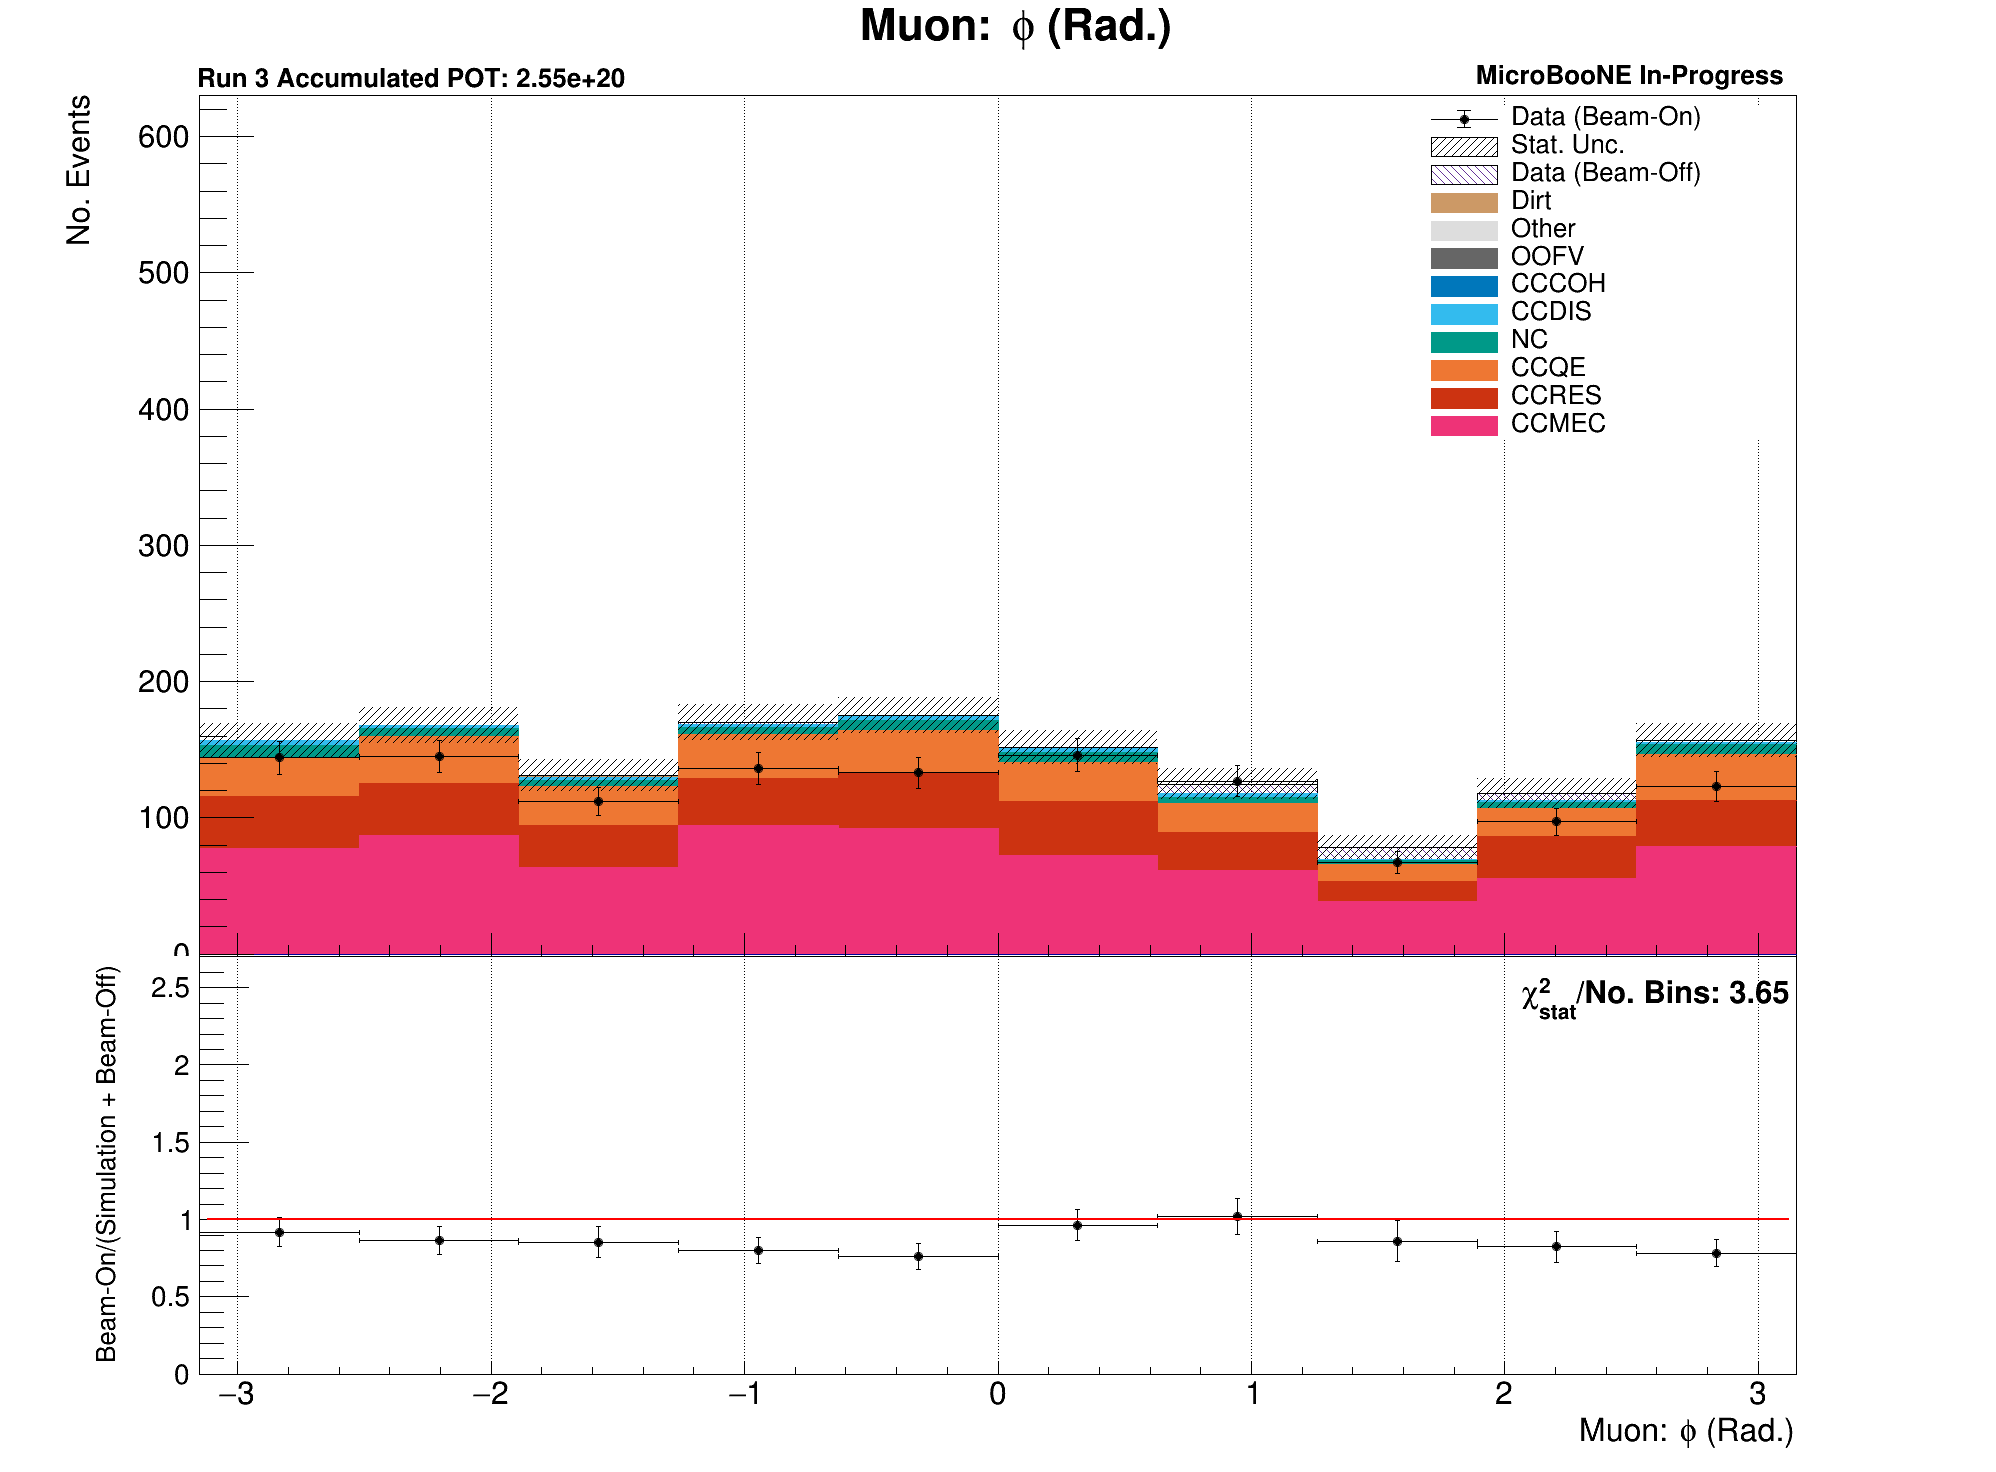 Muon: ϕ (Rad.)
Run 3 Accumulated POT: 2.55e+20
MicroBooNE In-Progress
No. Events
600
500
400
300
200
100
0
Data (Beam-On)
Stat. Unc.
Data (Beam-Off)
Dirt
Other
OOFV
CCCOH
CCDIS
NC
CCQE
CCRES
CCMEC
Beam-On/(Simulation + Beam-Off)
2.5
2
1.5
1
0.5
0
χ²stat/No. Bins: 3.65
−3 −2 −1 0 1 2 3
Muon: ϕ (Rad.)